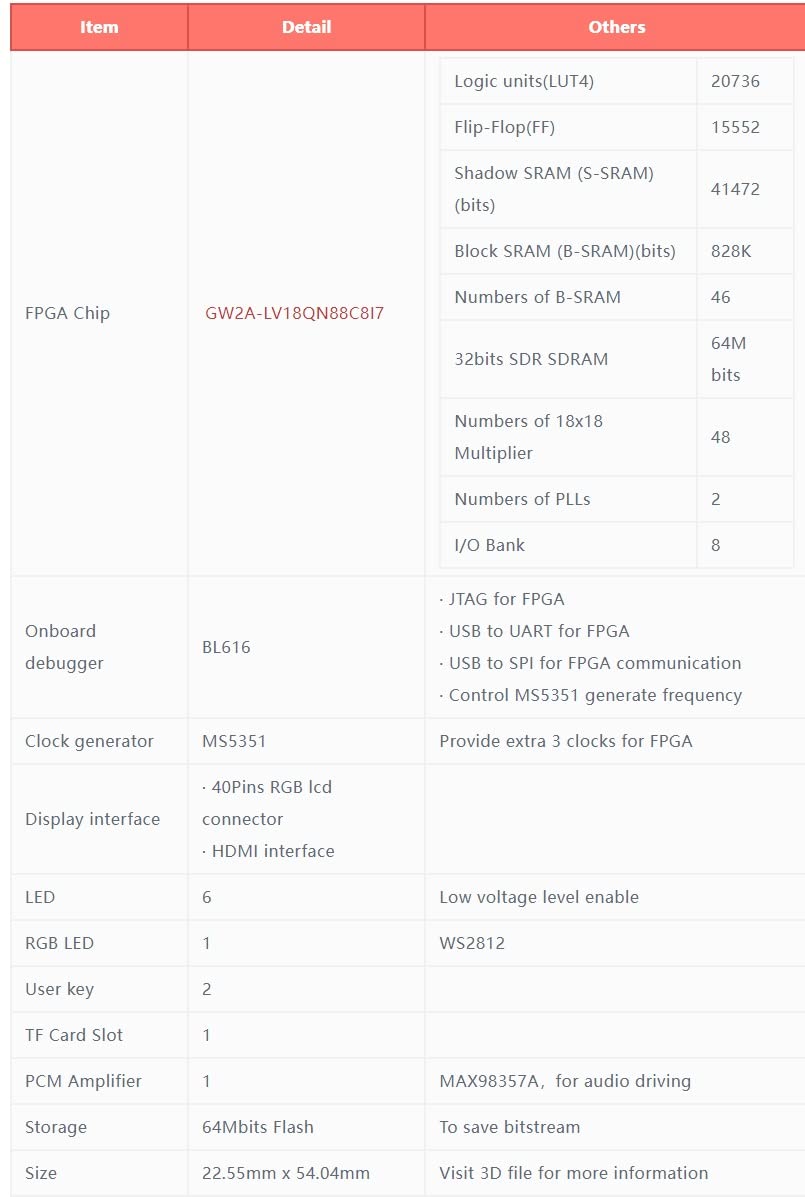 Item Detail Others
FPGA Chip
GW2A-LV18QN88C8I7
Logic units(LUT4) 20736
Flip-Flop(FF) 15552
Shadow SRAM (S-SRAM)
(bits)
41472
Block SRAM (B-SRAM)(bits) 828K
Numbers of B-SRAM 46
32bits SDR SDRAM
64M
bits
Numbers of 18x18
Multiplier
48
Numbers of PLLs 2
I/O Bank 8
Onboard
debugger
BL616
· JTAG for FPGA
· USB to UART for FPGA
· USB to SPI for FPGA communication
· Control MS5351 generate frequency
Clock generator MS5351 Provide extra 3 clocks for FPGA
Display interface
· 40Pins RGB lcd
connector
· HDMI interface
LED 6 Low voltage level enable
RGB LED 1 WS2812
User key 2
TF Card Slot 1
PCM Amplifier 1 MAX98357A，for audio driving
Storage 64Mbits Flash To save bitstream
Size 22.55mm x 54.04mm Visit 3D file for more information